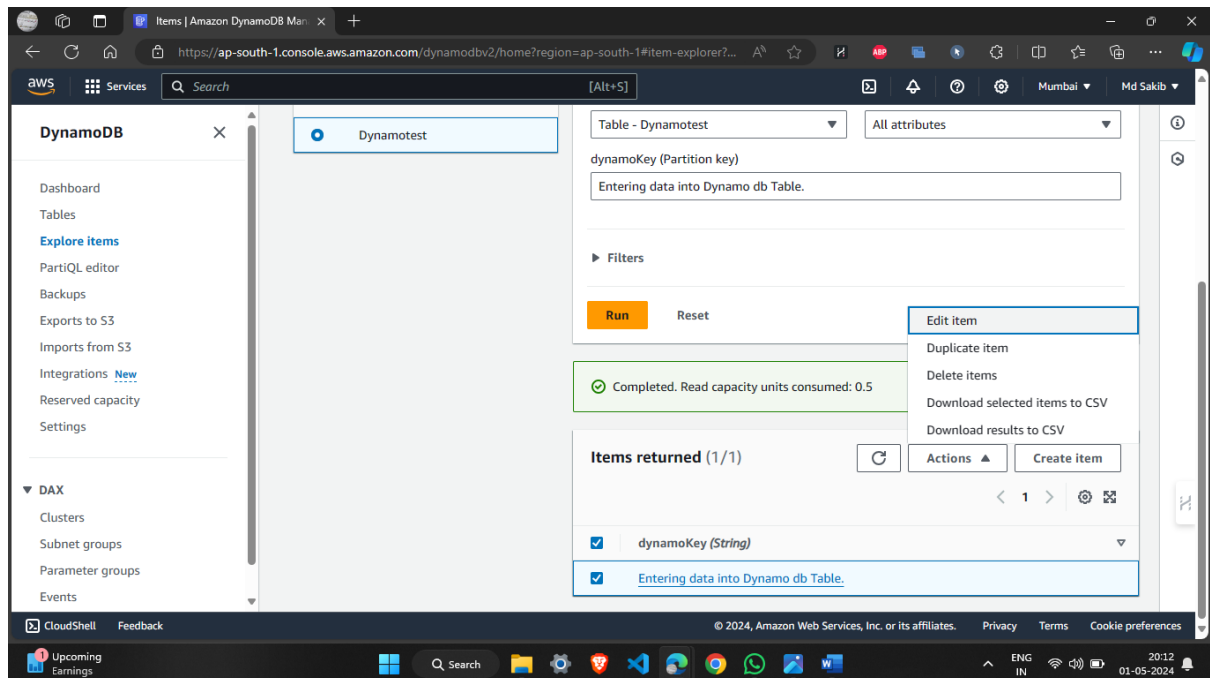 Items | Amazon DynamoDB Man
https://ap-south-1.console.aws.amazon.com/dynamodbv2/home?region=ap-south-1#item-explorer?...
ABP
aws
Services
Search
[Alt+S]
Mumbai
Md Sakib
DynamoDB
Dashboard
Tables
Explore items
PartiQL editor
Backups
Exports to S3
Imports from S3
Integrations New
Reserved capacity
Settings
DAX
Clusters
Subnet groups
Parameter groups
Events
Dynamotest
Table - Dynamotest
All attributes
dynamoKey (Partition key)
Entering data into Dynamo db Table.
Filters
Run Reset
Edit item
Duplicate item
Delete items
Download selected items to CSV
Download results to CSV
Completed. Read capacity units consumed: 0.5
Items returned (1/1)
Actions
Create item
1
dynamoKey (String)
Entering data into Dynamo db Table.
CloudShell Feedback
© 2024, Amazon Web Services, Inc. or its affiliates. Privacy Terms Cookie preferences
1
Upcoming
Earnings
Search
ENG
IN
20:12
01-05-2024